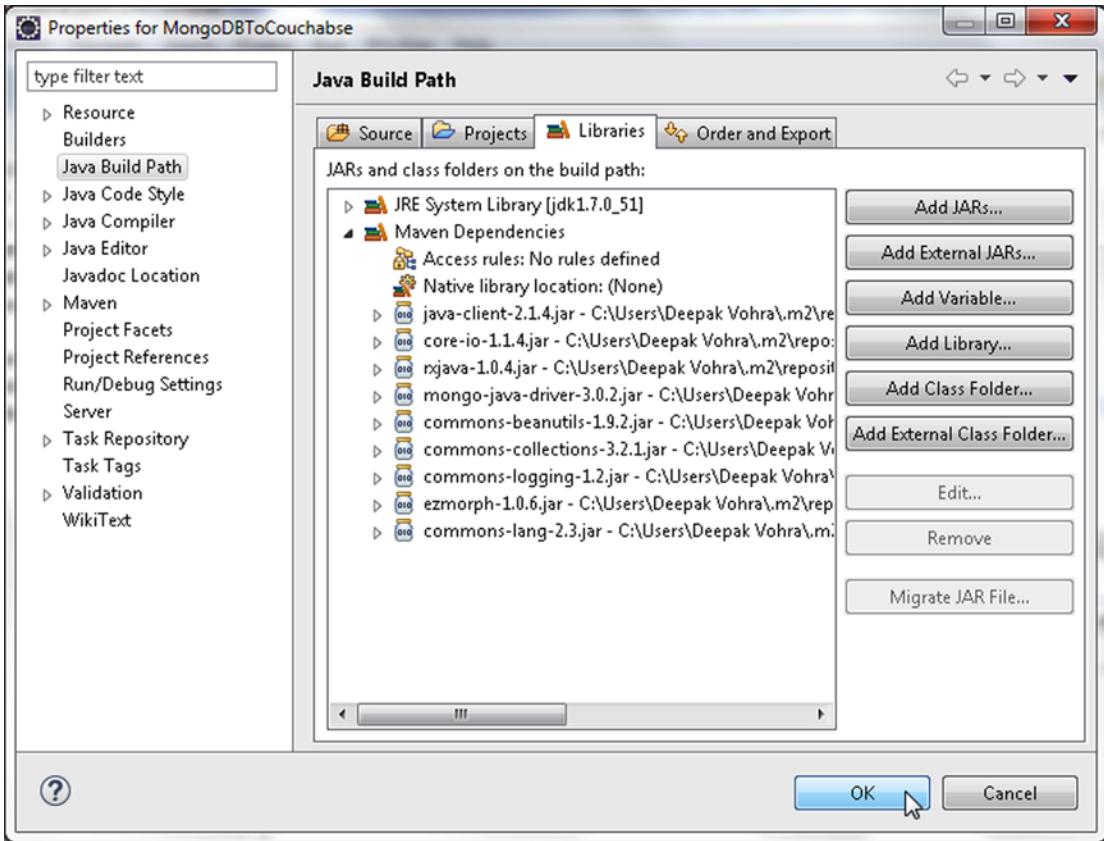 Properties for MongoDBToCouchabse
type filter text
Resource
Builders
Java Build Path
Java Code Style
Java Compiler
Java Editor
Javadoc Location
Maven
Project Facets
Project References
Run/Debug Settings
Server
Task Repository
Task Tags
Validation
WikiText
Java Build Path
Source
Projects
Libraries
Order and Export
JARs and class folders on the build path:
JRE System Library [jdk1.7.0_51]
Maven Dependencies
Access rules: No rules defined
Native library location: (None)
java-client-2.1.4.jar - C:\Users\Deepak Vohra\.m2\re
core-io-1.1.4.jar - C:\Users\Deepak Vohra\.m2\repo:
rxjava-1.0.4.jar - C:\Users\Deepak Vohra\.m2\reposit
mongo-java-driver-3.0.2.jar - C:\Users\Deepak Vohr
commons-beanutils-1.9.2.jar - C:\Users\Deepak Voh
commons-collections-3.2.1.jar - C:\Users\Deepak V
commons-logging-1.2.jar - C:\Users\Deepak Vohra\
ezmorph-1.0.6.jar - C:\Users\Deepak Vohra\.m2\rep
commons-lang-2.3.jar - C:\Users\Deepak Vohra\.m.
Add JARs...
Add External JARs...
Add Variable...
Add Library...
Add Class Folder...
Add External Class Folder...
Edit...
Remove
Migrate JAR File...
OK
Cancel